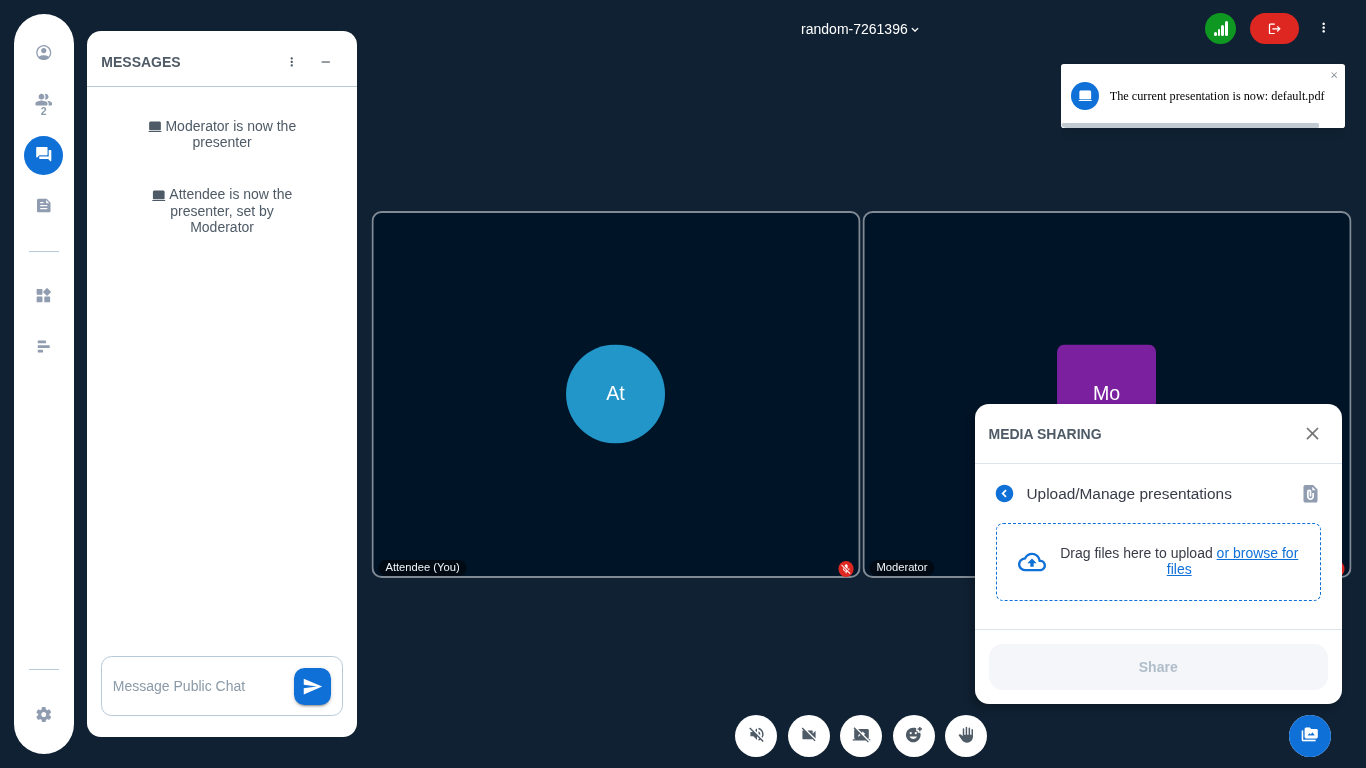 random-7261396
MESSAGES
2
The current presentation is now: default.pdf
Moderator is now the
presenter
Attendee is now the
presenter, set by
Moderator
At
Mo
Attendee (You)
Moderator
MEDIA SHARING
Upload/Manage presentations
Drag files here to upload or browse for
files
Share
Message Public Chat